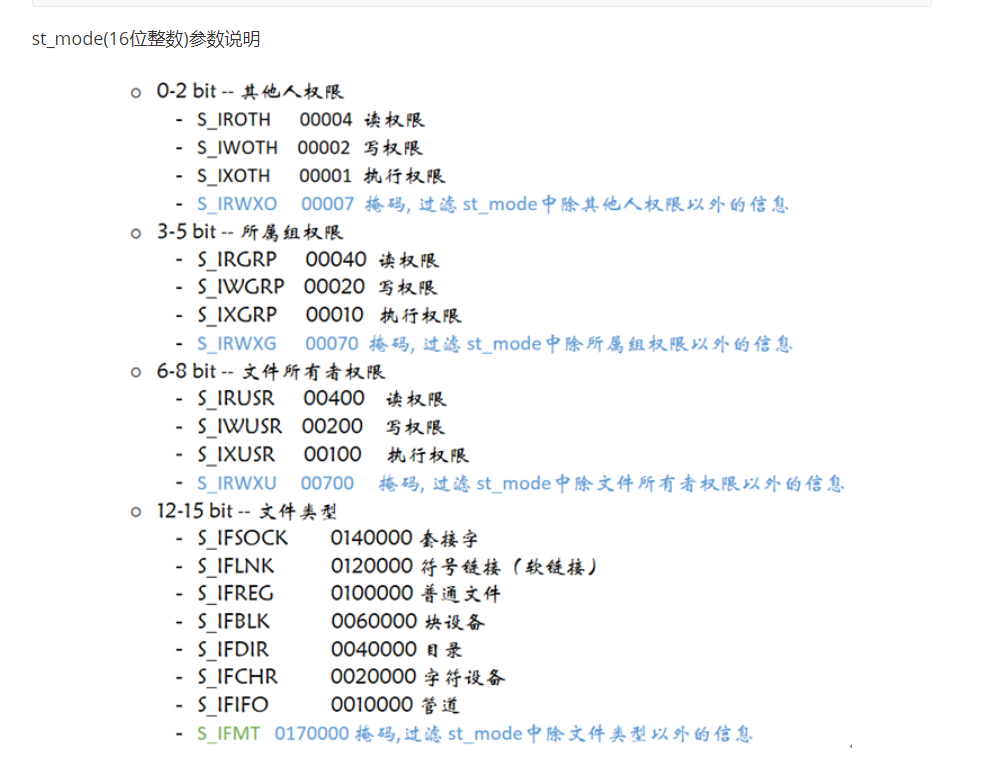 st_mode(16位整数)参数说明
○ 0-2 bit -- 其他人权限
- S_IROTH 00004 读权限
- S_IWOTH 00002 写权限
- S_IXOTH 00001 执行权限
- S_IRWXO 00007 掩码, 过滤 st_mode中除其他人权限以外的信息
○ 3-5 bit -- 所属组权限
- S_IRGRP 00040 读权限
- S_IWGRP 00020 写权限
- S_IXGRP 00010 执行权限
- S_IRWXG 00070 掩码, 过滤 st_mode中除所属组权限以外的信息
○ 6-8 bit -- 文件所有者权限
- S_IRUSR 00400 读权限
- S_IWUSR 00200 写权限
- S_IXUSR 00100 执行权限
- S_IRWXU 00700 掩码, 过滤 st_mode中除文件所有者权限以外的信息
○ 12-15 bit -- 文件类型
- S_IFSOCK 0140000 套接字
- S_IFLNK 0120000 符号链接（软链接）
- S_IFREG 0100000 普通文件
- S_IFBLK 0060000 块设备
- S_IFDIR 0040000 目录
- S_IFCHR 0020000 字符设备
- S_IFIFO 0010000 管道
- S_IFMT 0170000 掩码,过滤 st_mode中除文件类型以外的信息